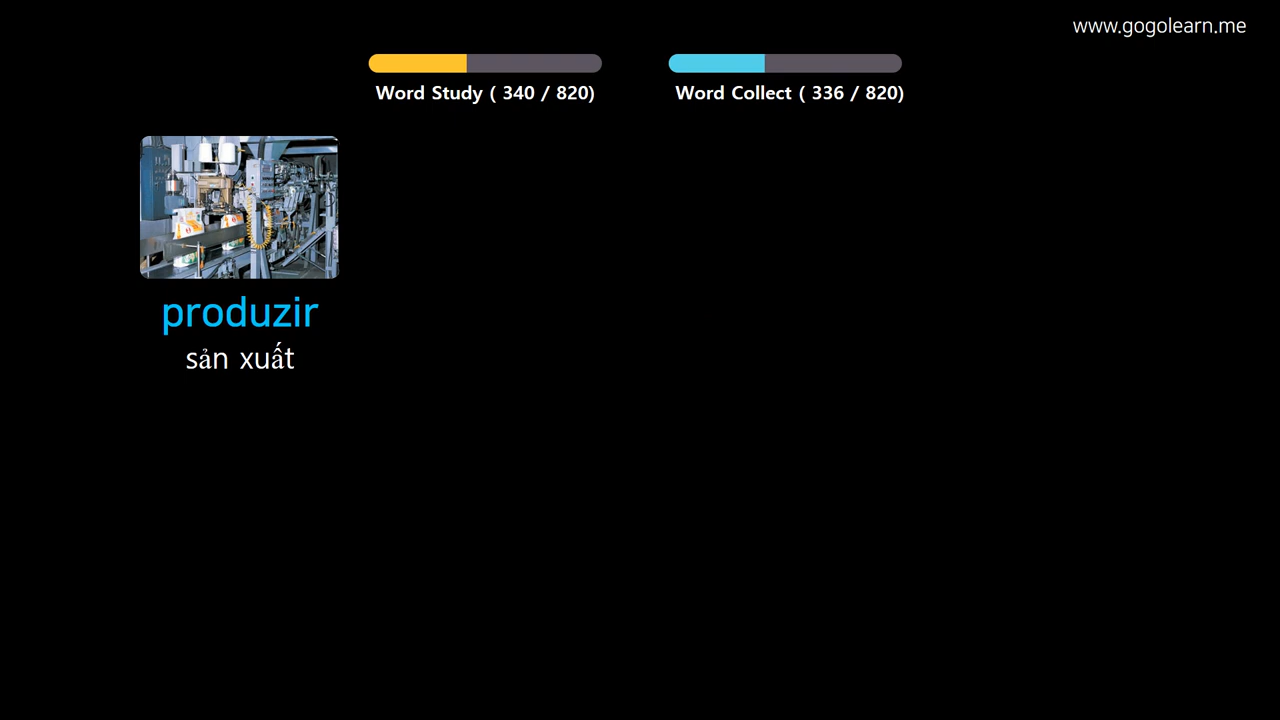 www.gogolearn.me
Word Study ( 340 / 820)
Word Collect ( 336 / 820)
produzir
sản xuất